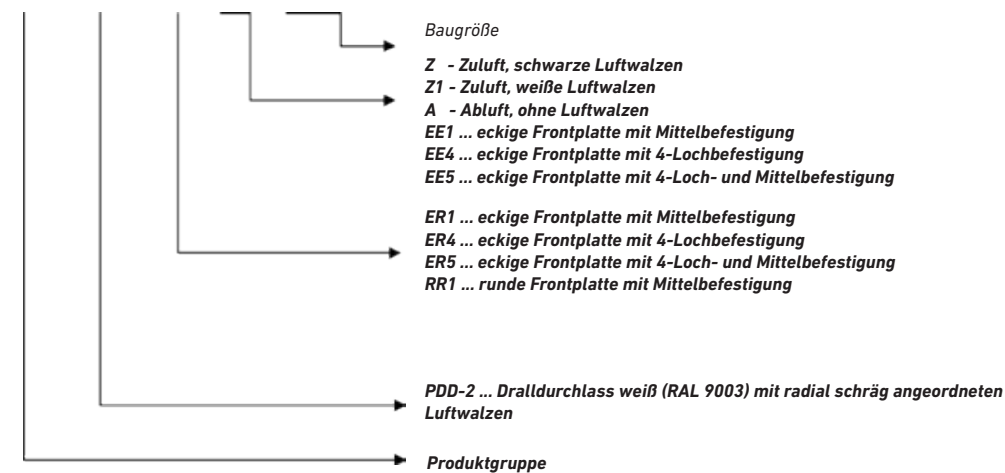 Baugröße
Z - Zuluft, schwarze Luftwalzen
Z1 - Zuluft, weiße Luftwalzen
A - Abluft, ohne Luftwalzen
EE1 ... eckige Frontplatte mit Mittelbefestigung
EE4 ... eckige Frontplatte mit 4-Lochbefestigung
EE5 ... eckige Frontplatte mit 4-Loch- und Mittelbefestigung
ER1 ... eckige Frontplatte mit Mittelbefestigung
ER4 ... eckige Frontplatte mit 4-Lochbefestigung
ER5 ... eckige Frontplatte mit 4-Loch- und Mittelbefestigung
RR1 ... runde Frontplatte mit Mittelbefestigung
PDD-2 ... Dralldurchlass weiß (RAL 9003) mit radial schräg angeordneten
Luftwalzen
Produktgruppe